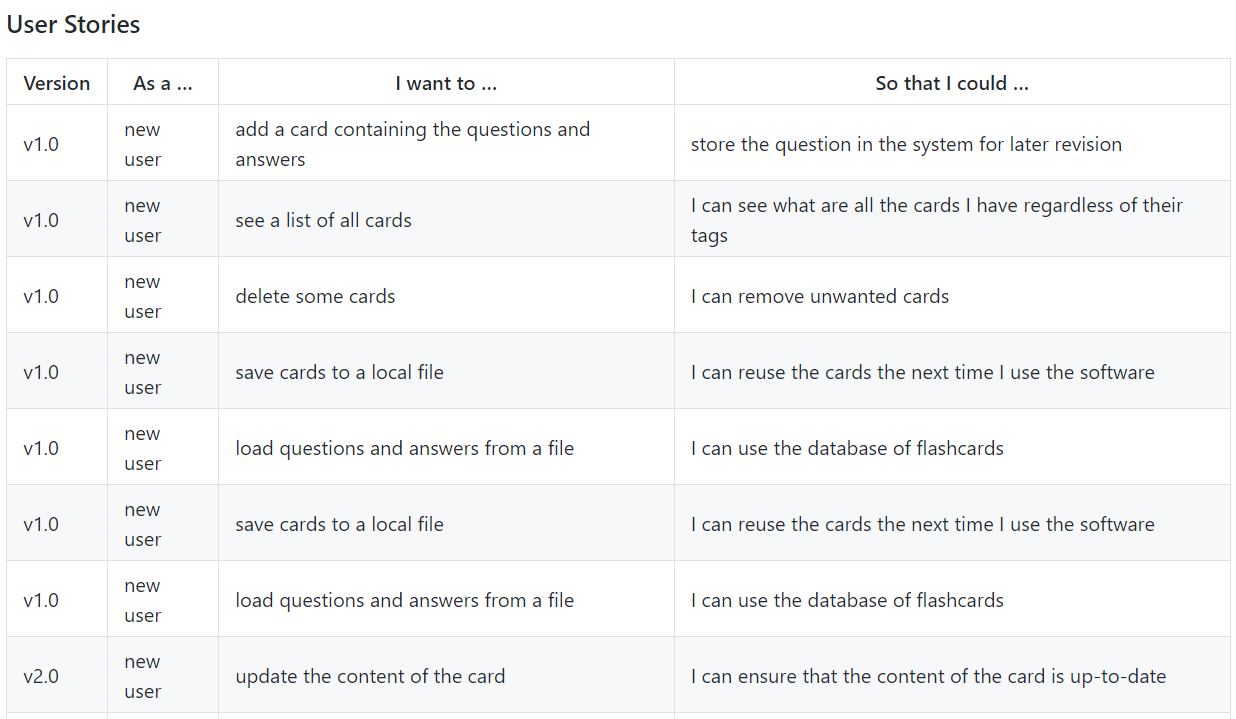 User Stories
Version As a ... I want to ... So that I could ...
v1.0 new user add a card containing the questions and answers store the question in the system for later revision
v1.0 new user see a list of all cards I can see what are all the cards I have regardless of their tags
v1.0 new user delete some cards I can remove unwanted cards
v1.0 new user save cards to a local file I can reuse the cards the next time I use the software
v1.0 new user load questions and answers from a file I can use the database of flashcards
v1.0 new user save cards to a local file I can reuse the cards the next time I use the software
v1.0 new user load questions and answers from a file I can use the database of flashcards
v2.0 new user update the content of the card I can ensure that the content of the card is up-to-date